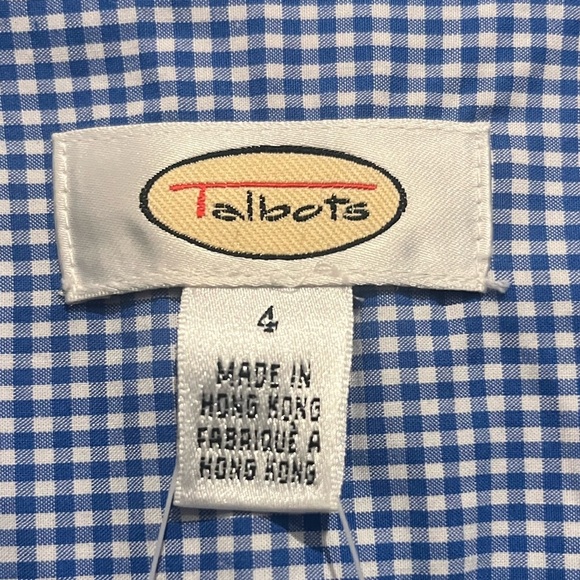 Talbots
4
MADE IN
HONG KONG
FABRIQUÉ A
HONG KONG